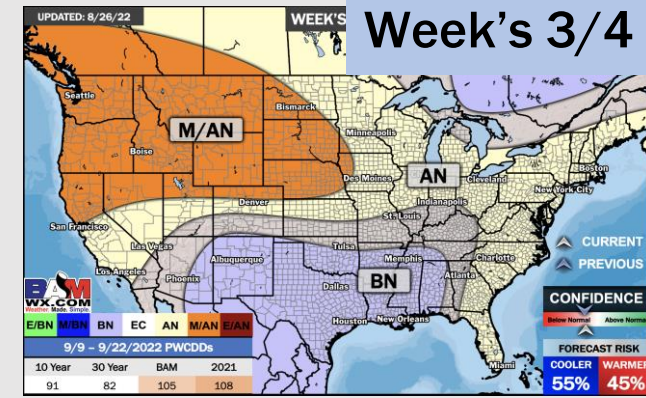 UPDATED: 8/26/22
WEEK'S
Week's 3/4
Seattle
Bismarck
M/AN
Minneapolis
Boise
Boston
Des Moines
AN
Cleveland
New York City
Denver
Indianapolis
San Francisco
St. Louis
CURRENT
Las Vegas
Tulsa
Memphis
Charlotte
PREVIOUS
Albuquerque
Los Angeles
Phoenix
Atlanta
BN
Dallas
BAM
WX.COM
Weather. Made. Simple.
Houston
New Orleans
CONFIDENCE
Below Normal
Above Norma
E/BN M/BN BN EC AN M/AN E/AN
9/9 – 9/22/2022 PWCDDs
10 Year 30 Year BAM 2021
91 82 105 108
Miami
FORECAST RISK
COOLER WARMER
55% 45%